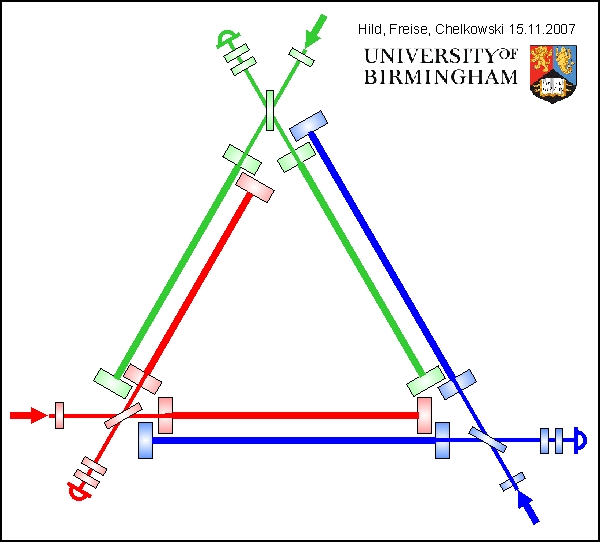 Hild, Freise, Chelkowski 15.11.2007
UNIVERSITY OF
BIRMINGHAM